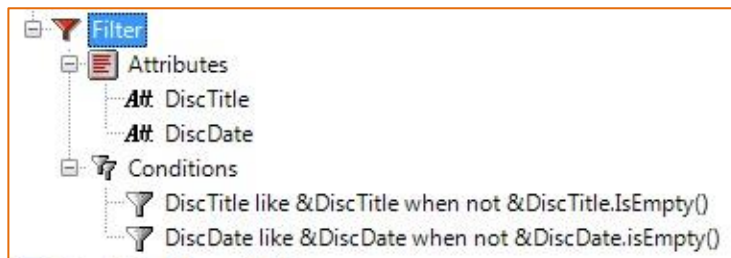 Filter
Attributes
Att DiscTitle
Att DiscDate
Conditions
DiscTitle like &DiscTitle when not &DiscTitle.IsEmpty()
DiscDate like &DiscDate when not &DiscDate.isEmpty()